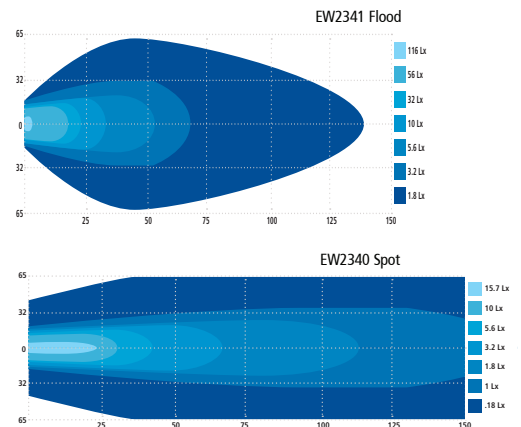 EW2341 Flood
65
32
0
32
65
25 50 75 100 125 150
116 Lx
56 Lx
32 Lx
10 Lx
5.6 Lx
3.2 Lx
1.8 Lx
EW2340 Spot
65
32
0
32
65
25 50 75 100 125 150
15.7 Lx
10 Lx
5.6 Lx
3.2 Lx
1.8 Lx
1 Lx
.18 Lx